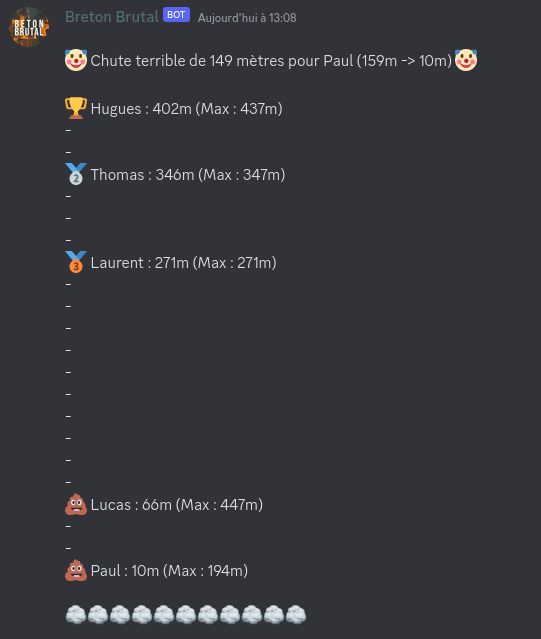 BETON
BRUTAL
Breton Brutal BOT Aujourd'hui à 13:08
🤡 Chute terrible de 149 mètres pour Paul (159m -> 10m) 🤡
🏆 Hugues : 402m (Max : 437m)
-
-
🥈 Thomas : 346m (Max : 347m)
-
-
-
🥉 Laurent : 271m (Max : 271m)
-
-
-
-
-
-
-
-
-
-
💩 Lucas : 66m (Max : 447m)
-
-
💩 Paul : 10m (Max : 194m)